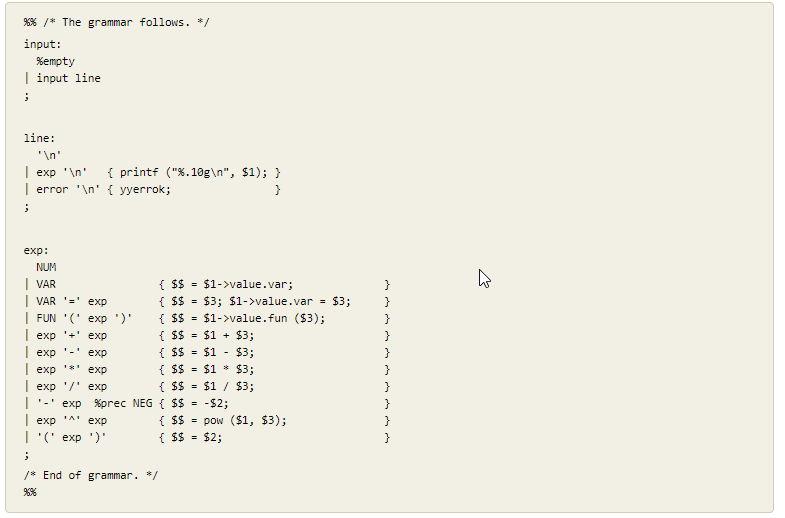 %% /* The grammar follows. */
input:
  %empty
| input line
;
line:
  '\n'
| exp '\n'   { printf ("%.10g\n", $1); }
| error '\n' { yyerrok;                }
;
exp:
  NUM
| VAR                { $$ = $1->value.var;              }
| VAR '=' exp        { $$ = $3; $1->value.var = $3;     }
| FUN '(' exp ')'    { $$ = $1->value.fun ($3);         }
| exp '+' exp        { $$ = $1 + $3;                    }
| exp '-' exp        { $$ = $1 - $3;                    }
| exp '*' exp        { $$ = $1 * $3;                    }
| exp '/' exp        { $$ = $1 / $3;                    }
| '-' exp  %prec NEG { $$ = -$2;                        }
| exp '^' exp        { $$ = pow ($1, $3);               }
| '(' exp ')'        { $$ = $2;                         }
;
/* End of grammar. */
%%